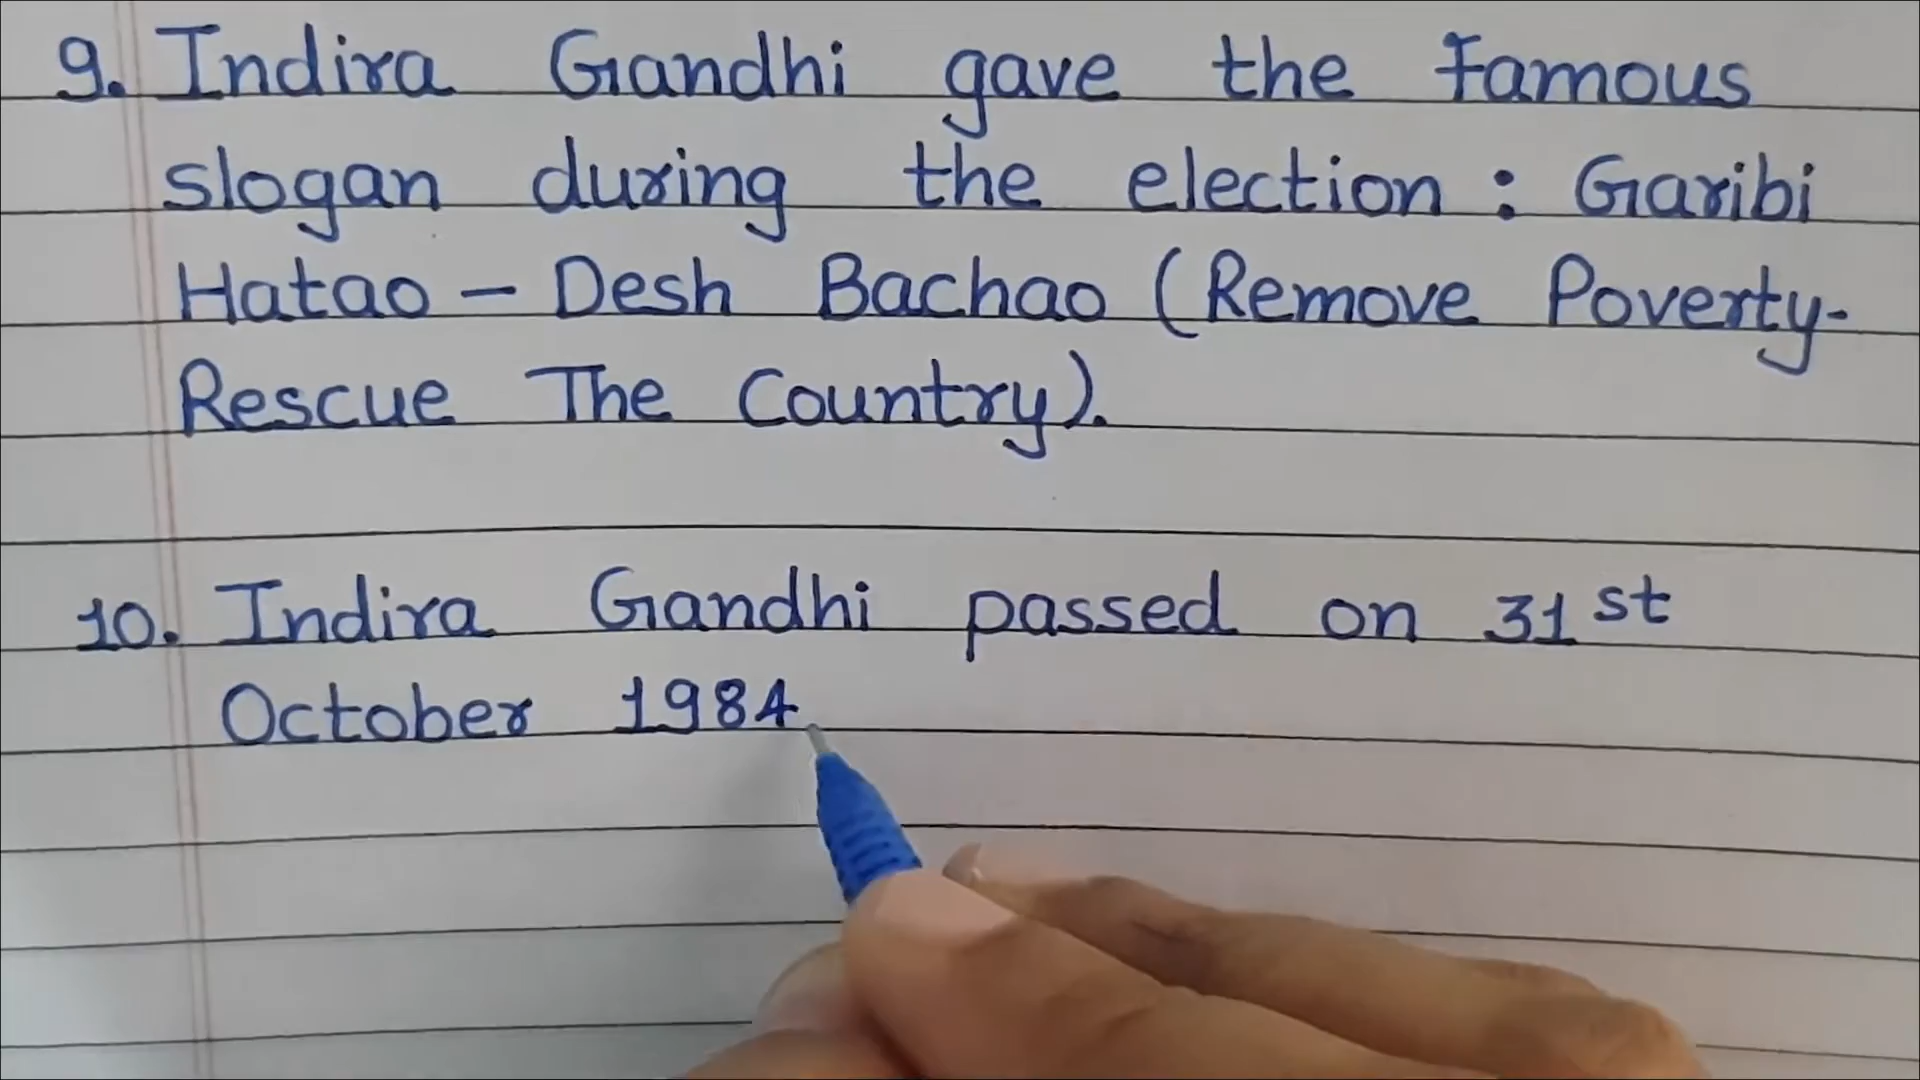 9. Indira Gandhi gave the Famous
slogan during the election : Garibi
Hatao - Desh Bachao (Remove Poverty-
Rescue The Country).
10. Indira Gandhi passed on 31st
October 1984